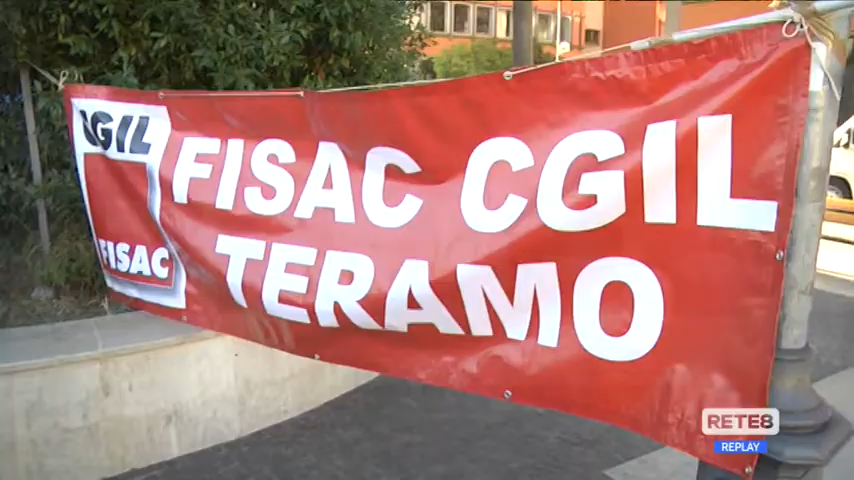 CGIL
FISAC
FISAC CGIL
TERAMO
RETE8
REPLAY